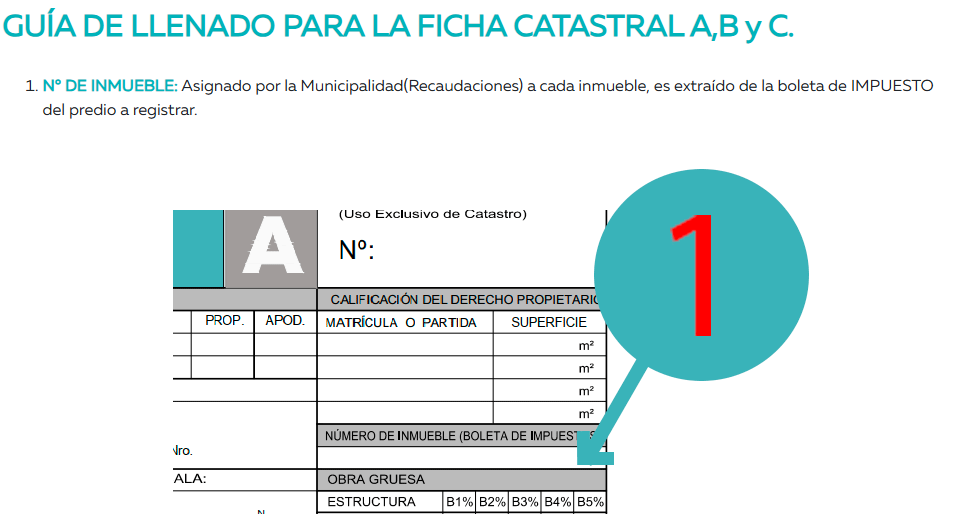 GUÍA DE LLENADO PARA LA FICHA CATASTRAL A,B y C.
1. N° DE INMUEBLE: Asignado por la Municipalidad(Recaudaciones) a cada inmueble, es extraído de la boleta de IMPUESTO
del predio a registrar.
(Uso Exclusivo de Catastro)
A
Nº:
1
CALIFICACIÓN DEL DERECHO PROPIETARIO
PROP. APOD. MATRÍCULA O PARTIDA SUPERFICIE
m²
m²
m²
m²
NÚMERO DE INMUEBLE (BOLETA DE IMPUESTOS)
Nro.
ALA: OBRA GRUESA
ESTRUCTURA B1% B2% B3% B4% B5%